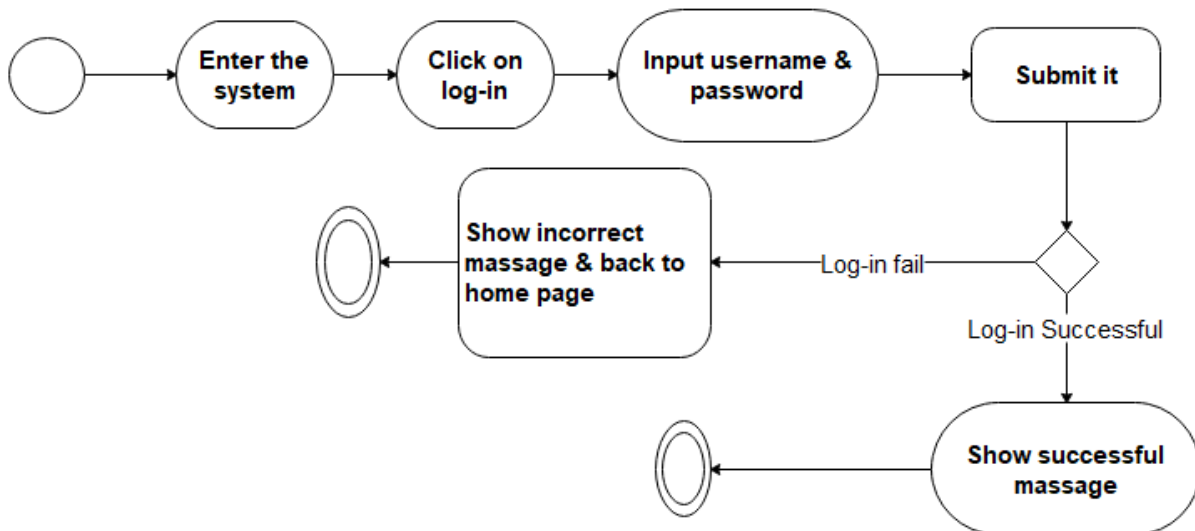 Enter the
system
Click on
log-in
Input username &
password
Submit it
Show incorrect
massage & back to
home page
Log-in fail
Log-in Successful
Show successful
massage